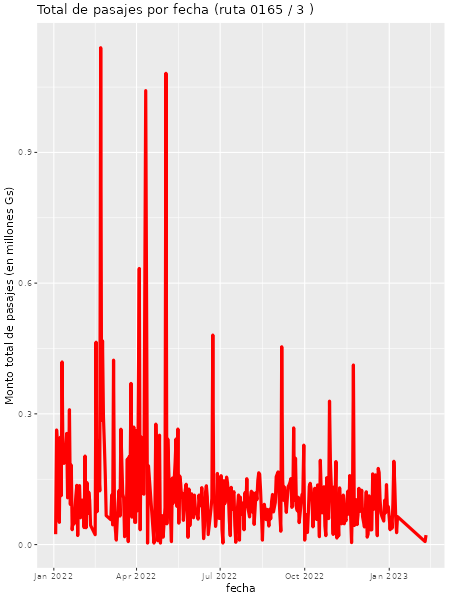 Total de pasajes por fecha (ruta 0165 / 3 )
Monto total de pasajes (en millones Gs)
0.9
0.6
0.3
0.0
Jan 2022
Apr 2022
Jul 2022
Oct 2022
Jan 2023
fecha